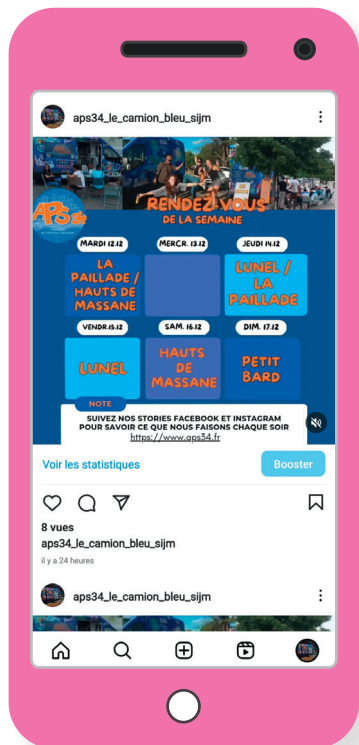 aps34_le_camion_bleu_sijm
RENDEZ-VOUS
DE LA SEMAINE
APS34
MARDI 12.12
MERCR. 13.12
JEUDI 14.12
LA
PAILLADE /
HAUTS DE
MASSANE
LUNEL /
LA
PAILLADE
VENDR.15.12
SAM. 16.12
DIM. 17.12
LUNEL
HAUTS
DE
MASSANE
PETIT
BARD
NOTE
SUIVEZ NOS STORIES FACEBOOK ET INSTAGRAM
POUR SAVOIR CE QUE NOUS FAISONS CHAQUE SOIR
https://www.aps34.fr
Voir les statistiques
Booster
8 vues
aps34_le_camion_bleu_sijm
il y a 24 heures
aps34_le_camion_bleu_sijm